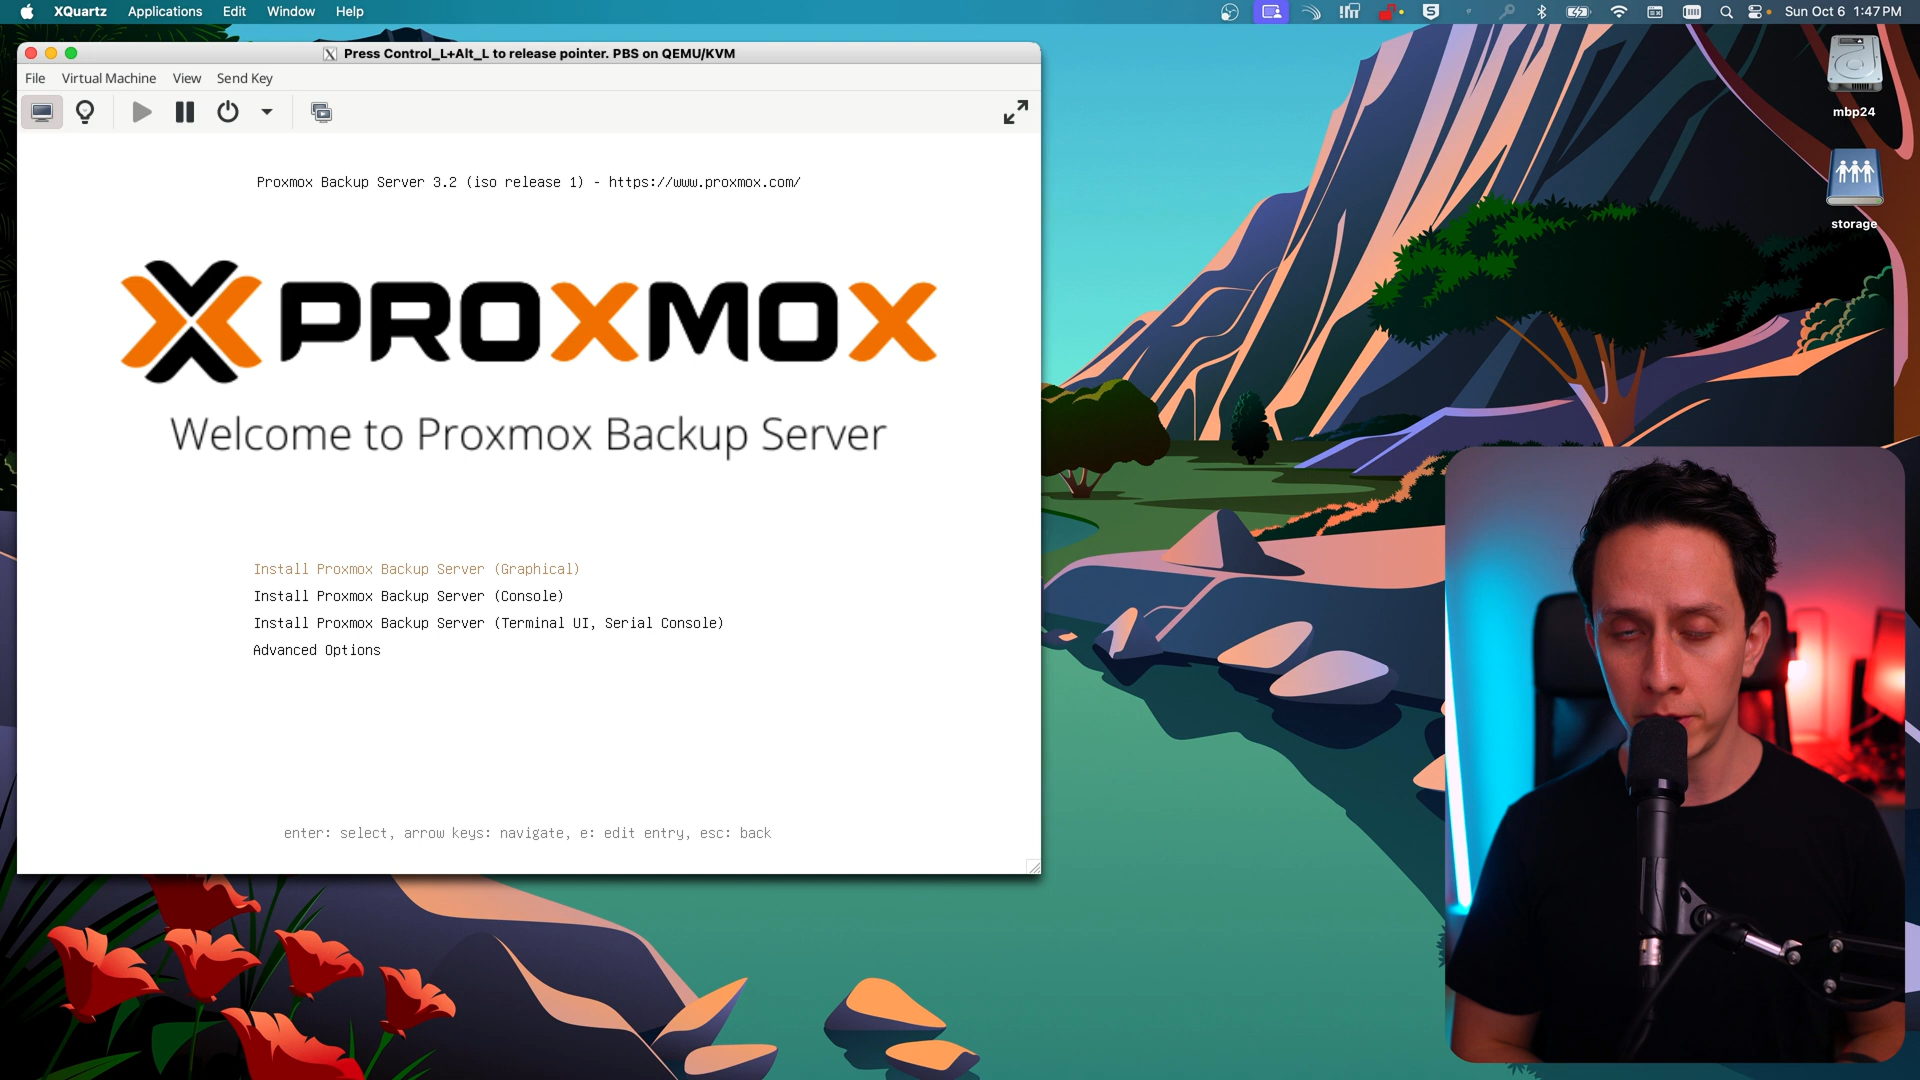 XQuartz Applications Edit Window Help
Sun Oct 6 1:47 PM
Press Control_L+Alt_L to release pointer. PBS on QEMU/KVM
File Virtual Machine View Send Key
mbp24
storage
Proxmox Backup Server 3.2 (iso release 1) - https://www.proxmox.com/
PROXMOX
Welcome to Proxmox Backup Server
Install Proxmox Backup Server (Graphical)
Install Proxmox Backup Server (Console)
Install Proxmox Backup Server (Terminal UI, Serial Console)
Advanced Options
enter: select, arrow keys: navigate, e: edit entry, esc: back